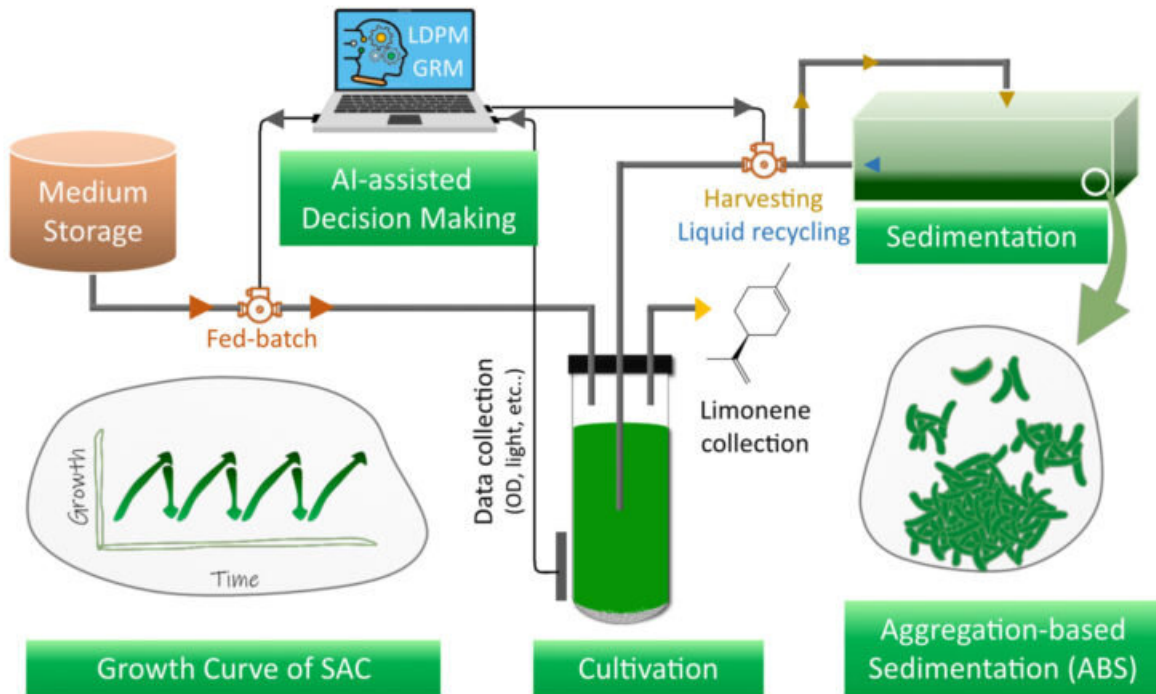 LDPM
GRM
Medium
Storage
AI-assisted
Decision Making
Harvesting
Liquid recycling
Sedimentation
Fed-batch
Data collection
(OD, light, etc..)
Limonene
collection
Growth
Time
Growth Curve of SAC
Cultivation
Aggregation-based
Sedimentation (ABS)